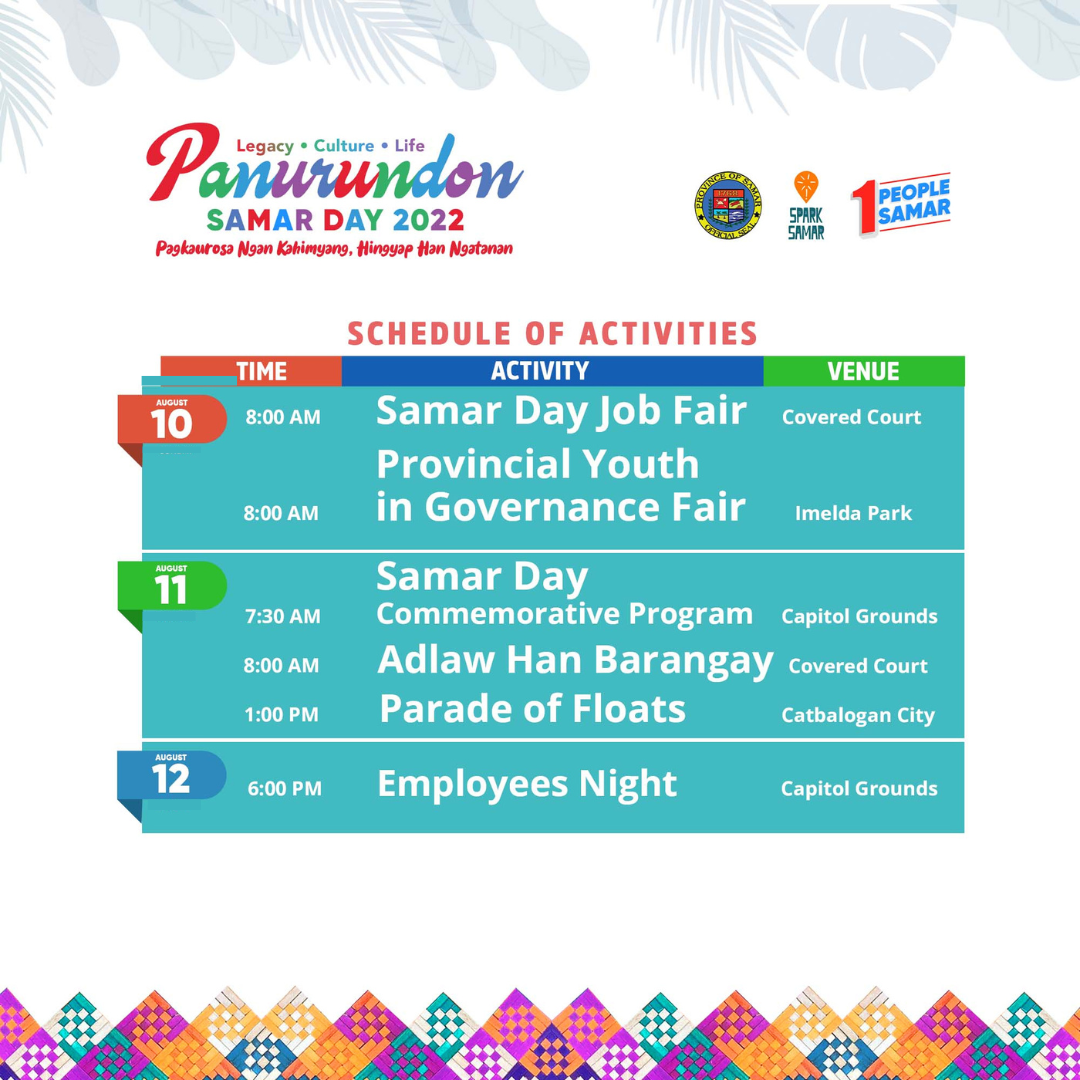 Legacy • Culture • Life
Panurundon
SAMAR DAY 2022
Pagkaurosa Ngan Kahimyang, Hingyap Han Ngatanan
PROVINCE OF SAMAR
OFFICIAL SEAL
SPARK
SAMAR
1 PEOPLE
SAMAR
SCHEDULE OF ACTIVITIES
TIME ACTIVITY VENUE
AUGUST
10
8:00 AM Samar Day Job Fair Covered Court
Provincial Youth
8:00 AM in Governance Fair Imelda Park
AUGUST
11
Samar Day
7:30 AM Commemorative Program Capitol Grounds
8:00 AM Adlaw Han Barangay Covered Court
1:00 PM Parade of Floats Catbalogan City
AUGUST
12
6:00 PM Employees Night Capitol Grounds